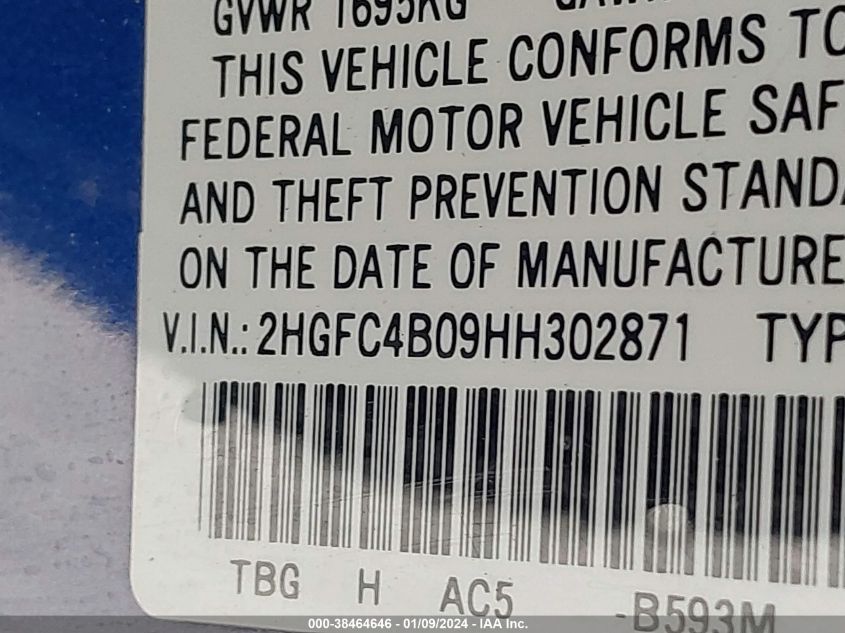 GVWR 1695KG
THIS VEHICLE CONFORMS TO
FEDERAL MOTOR VEHICLE SAF
AND THEFT PREVENTION STANDA
ON THE DATE OF MANUFACTURE
V.I.N.: 2HGFC4B09HH302871 TYP
TBG H AC5 -B593M
000-38464646 - 01/09/2024 - IAA Inc.